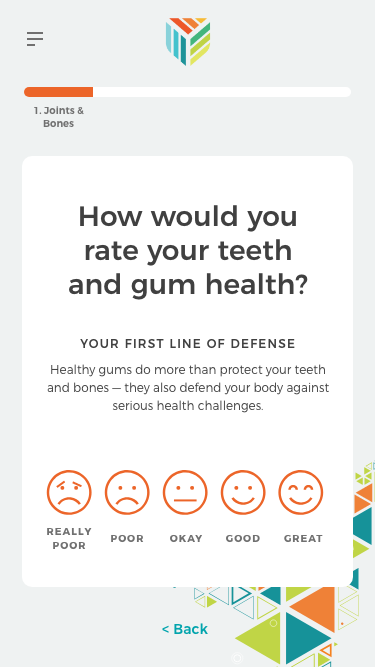 1. Joints &
Bones
How would you
rate your teeth
and gum health?
YOUR FIRST LINE OF DEFENSE
Healthy gums do more than protect your teeth
and bones — they also defend your body against
serious health challenges.
REALLY
POOR
POOR
OKAY
GOOD
GREAT
< Back